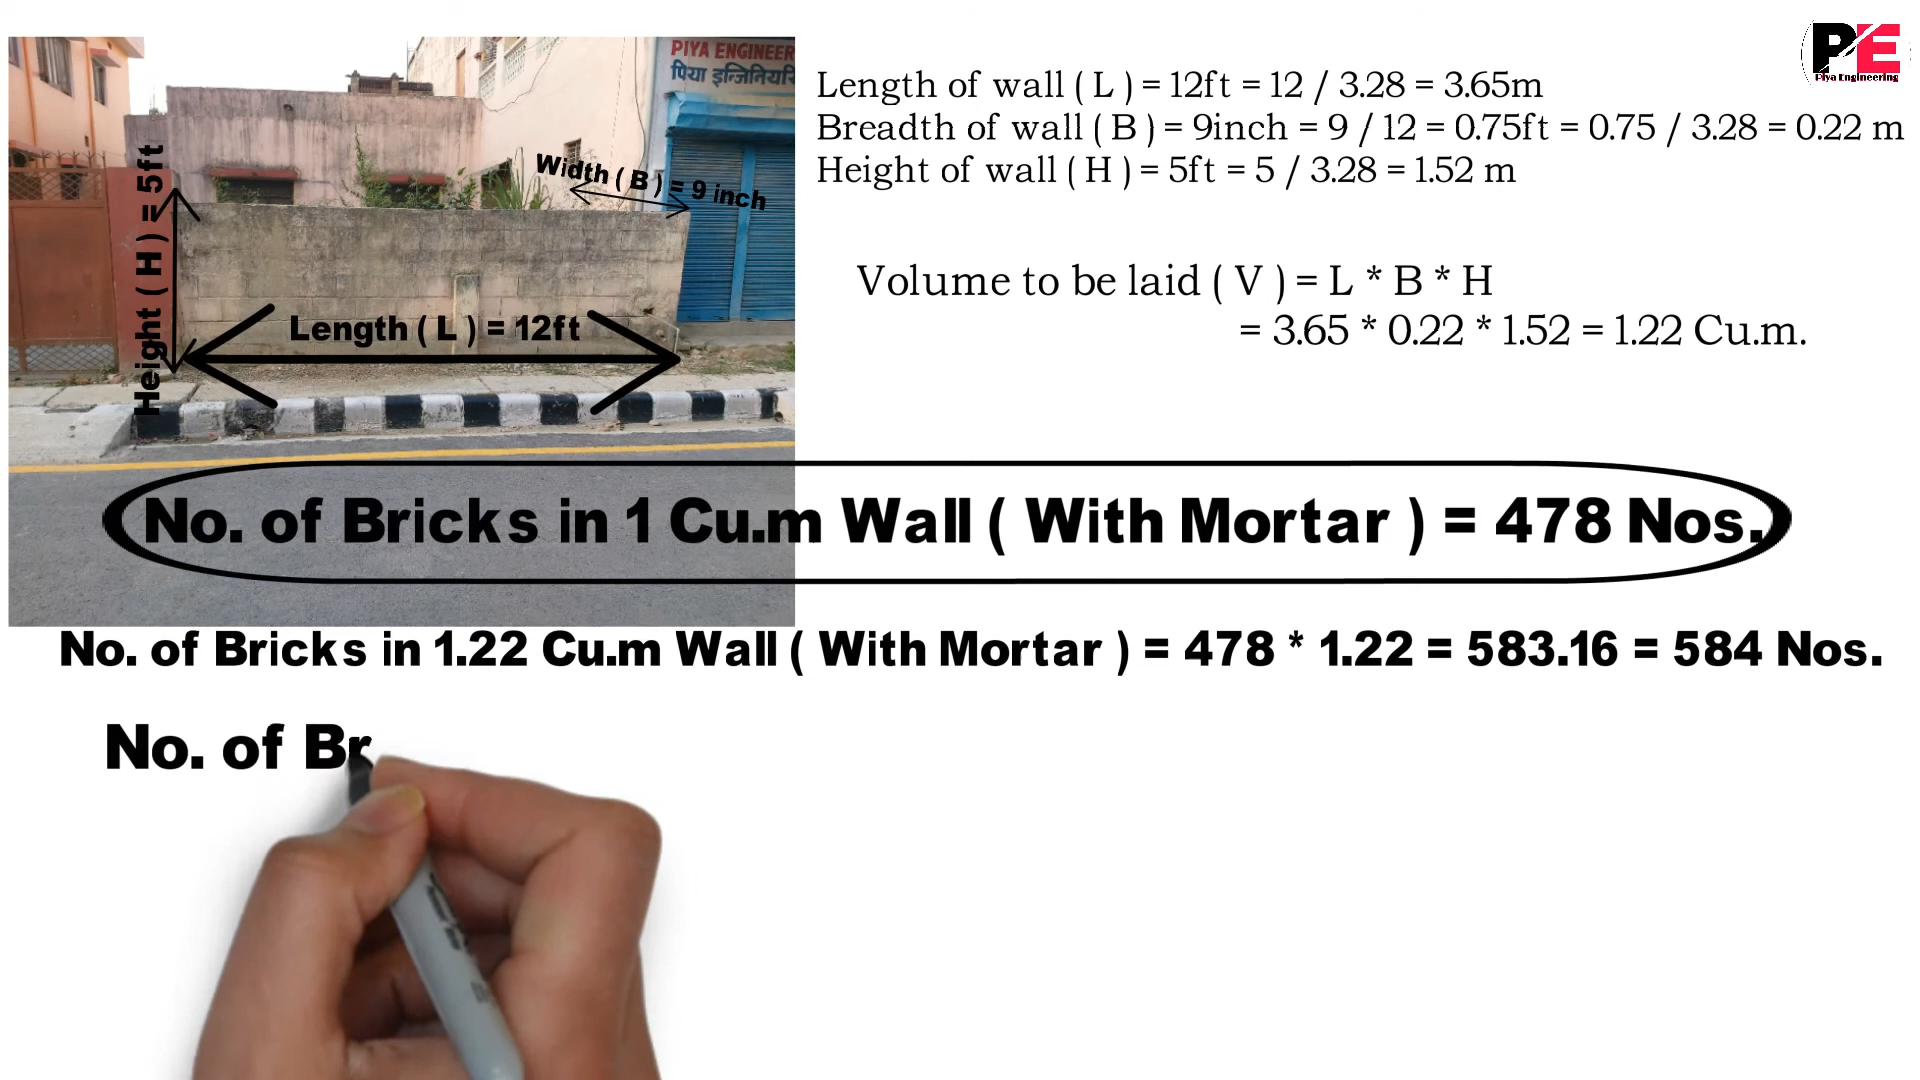 PIYA ENGINEER
पिया इन्जिनियरि
PE
Piya Engineering
Length of wall ( L ) = 12ft = 12 / 3.28 = 3.65m
Breadth of wall ( B ) = 9inch = 9 / 12 = 0.75ft = 0.75 / 3.28 = 0.22 m
Height of wall ( H ) = 5ft = 5 / 3.28 = 1.52 m
Width ( B ) = 9 inch
Height ( H ) = 5ft
Length ( L ) = 12ft
Volume to be laid ( V ) = L * B * H
= 3.65 * 0.22 * 1.52 = 1.22 Cu.m.
No. of Bricks in 1 Cu.m Wall ( With Mortar ) = 478 Nos.
No. of Bricks in 1.22 Cu.m Wall ( With Mortar ) = 478 * 1.22 = 583.16 = 584 Nos.
No. of Br